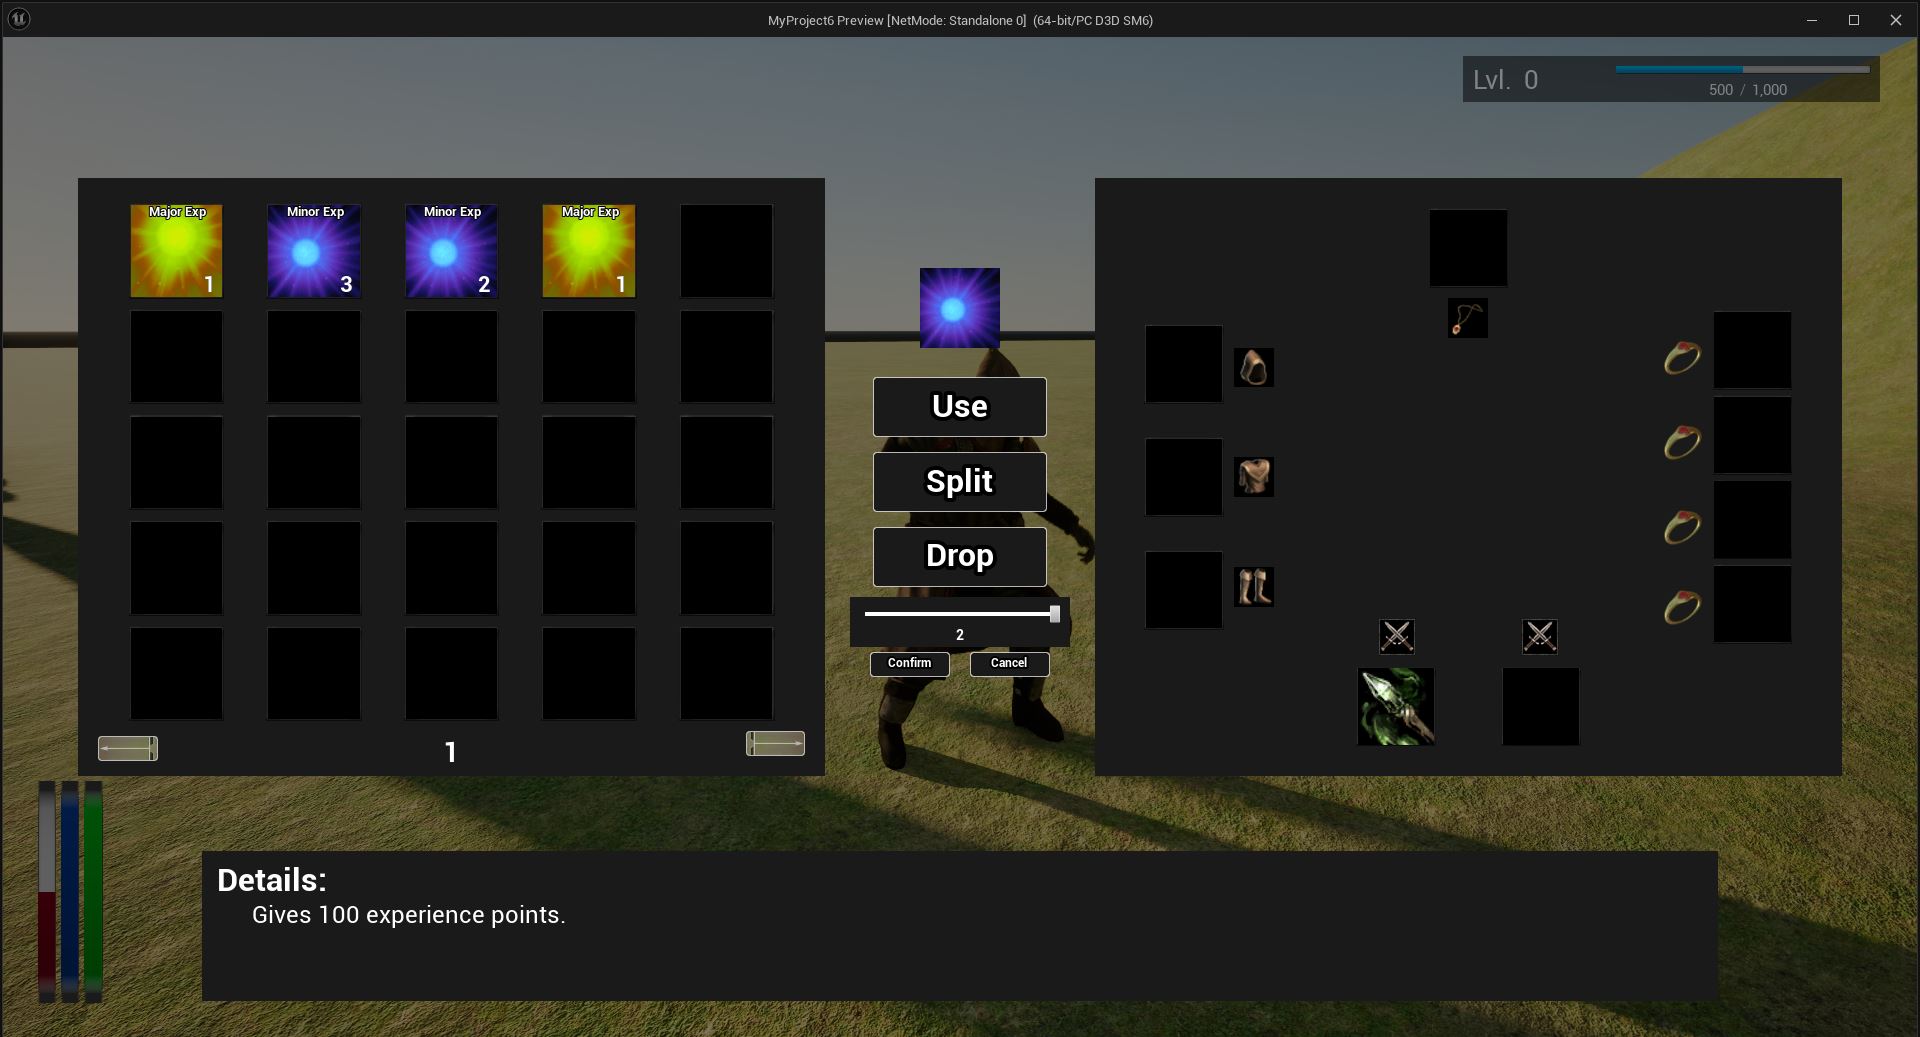 MyProject6 Preview [NetMode: Standalone 0]  (64-bit/PC D3D SM6)
Lvl. 0
500 / 1,000
Major Exp
1
Minor Exp
3
Minor Exp
2
Major Exp
1
Use
Split
Drop
2
Confirm
Cancel
1
Details:
Gives 100 experience points.